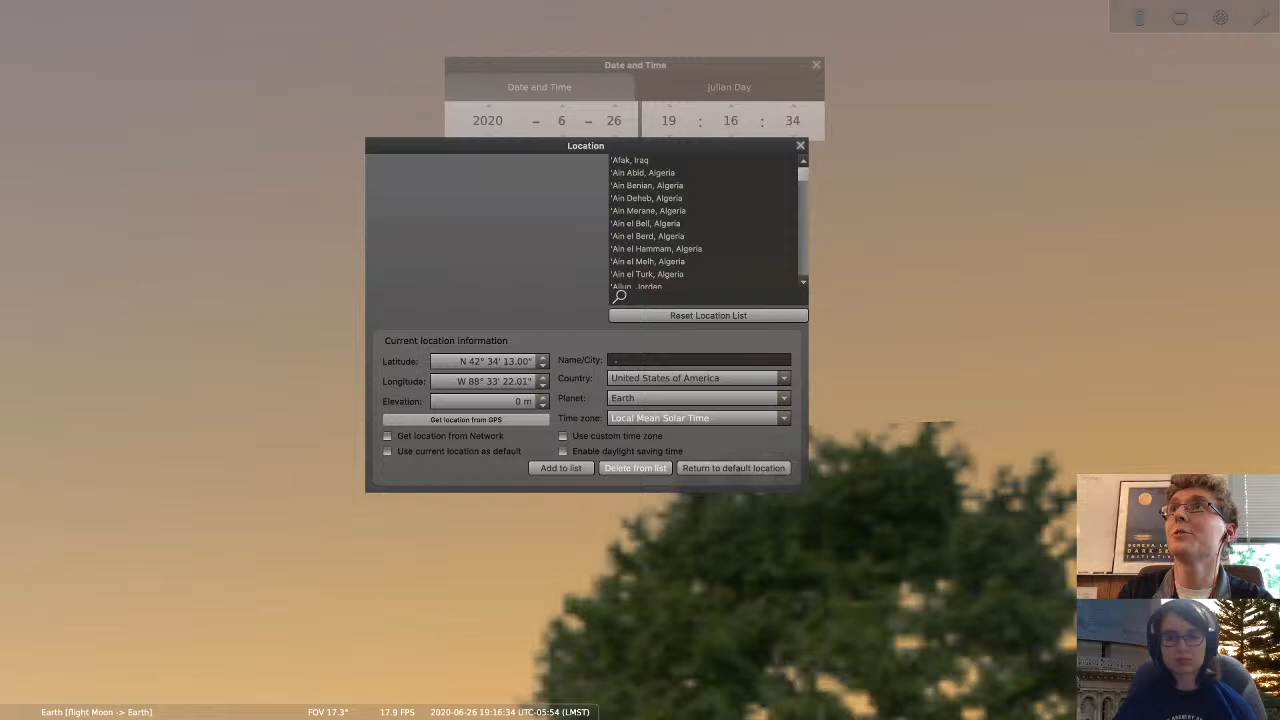 Date and Time
Date and Time
Julian Day
2020 – 6 – 26
19 : 16 : 34
Location
'Afak, Iraq
'Ain Abid, Algeria
'Ain Benian, Algeria
'Ain Deheb, Algeria
'Ain Merane, Algeria
'Ain el Bell, Algeria
'Ain el Berd, Algeria
'Ain el Hammam, Algeria
'Ain el Melh, Algeria
'Ain el Turk, Algeria
'Ajlun, Jordan
Reset Location List
Current location information
Latitude: N 42° 34' 13.00"
Longitude: W 88° 33' 22.01"
Elevation: 0 m
Get location from GPS
Get location from Network
Use current location as default
Name/City: ,
Country: United States of America
Planet: Earth
Time zone: Local Mean Solar Time
Use custom time zone
Enable daylight saving time
Add to list
Delete from list
Return to default location
GENEVA
DARK SK
INITIATIV
Earth [flight Moon -> Earth]
FOV 17.3°
17.9 FPS
2020-06-26 19:16:34 UTC-05:54 (LMST)